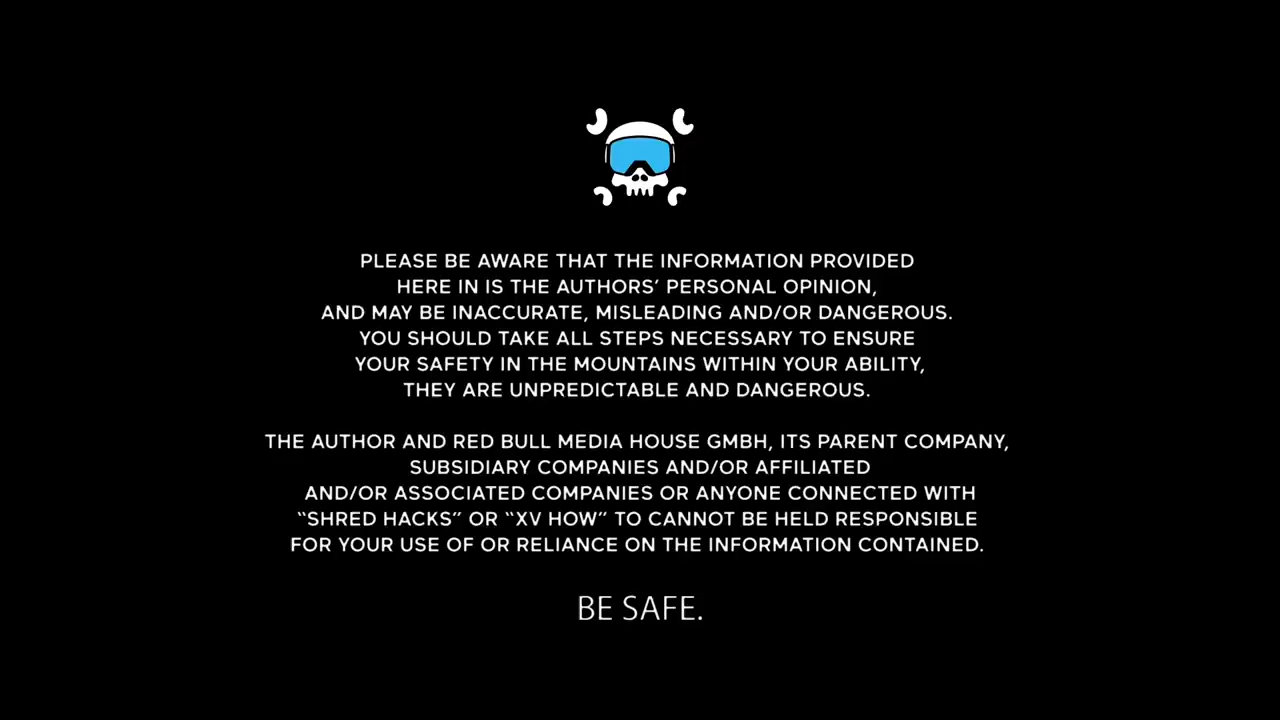 PLEASE BE AWARE THAT THE INFORMATION PROVIDED
HERE IN IS THE AUTHORS' PERSONAL OPINION,
AND MAY BE INACCURATE, MISLEADING AND/OR DANGEROUS.
YOU SHOULD TAKE ALL STEPS NECESSARY TO ENSURE
YOUR SAFETY IN THE MOUNTAINS WITHIN YOUR ABILITY,
THEY ARE UNPREDICTABLE AND DANGEROUS.
THE AUTHOR AND RED BULL MEDIA HOUSE GMBH, ITS PARENT COMPANY,
SUBSIDIARY COMPANIES AND/OR AFFILIATED
AND/OR ASSOCIATED COMPANIES OR ANYONE CONNECTED WITH
“SHRED HACKS” OR “XV HOW” TO CANNOT BE HELD RESPONSIBLE
FOR YOUR USE OF OR RELIANCE ON THE INFORMATION CONTAINED.
BE SAFE.